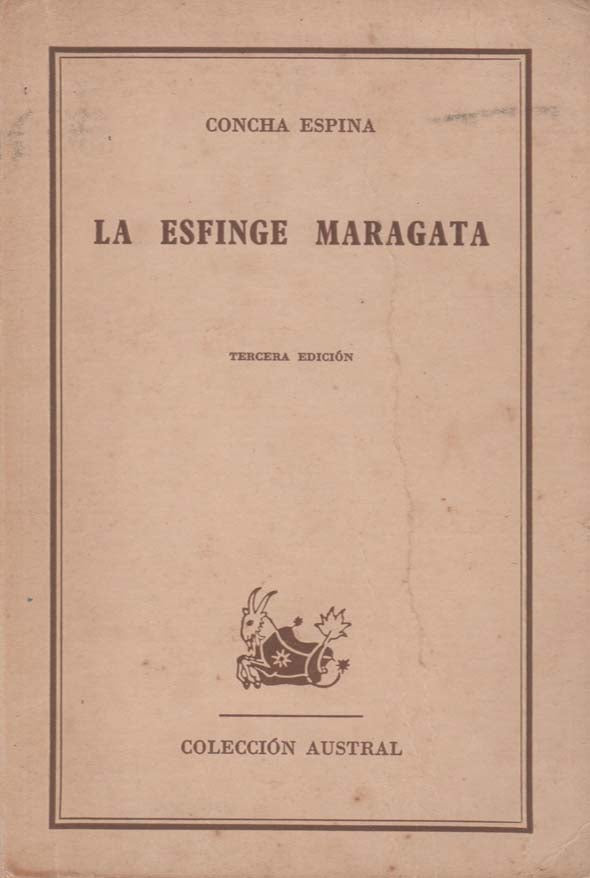 CONCHA ESPINA
LA ESFINGE MARAGATA
TERCERA EDICIÓN
COLECCIÓN AUSTRAL